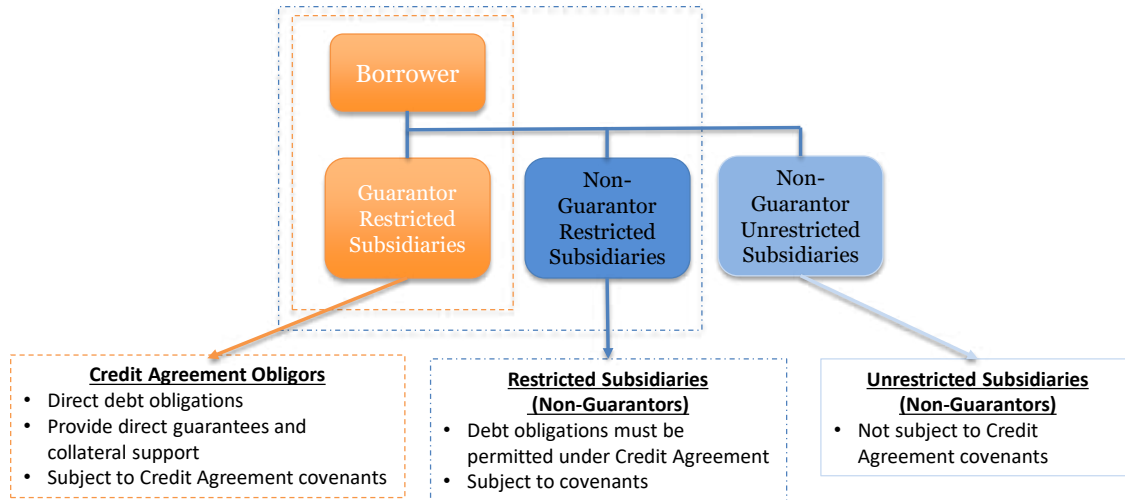 Borrower
Guarantor
Restricted
Subsidiaries
Non-
Guarantor
Restricted
Subsidiaries
Non-
Guarantor
Unrestricted
Subsidiaries
Credit Agreement Obligors
• Direct debt obligations
• Provide direct guarantees and
collateral support
• Subject to Credit Agreement covenants
Restricted Subsidiaries
(Non-Guarantors)
• Debt obligations must be
permitted under Credit Agreement
• Subject to covenants
Unrestricted Subsidiaries
(Non-Guarantors)
• Not subject to Credit
Agreement covenants